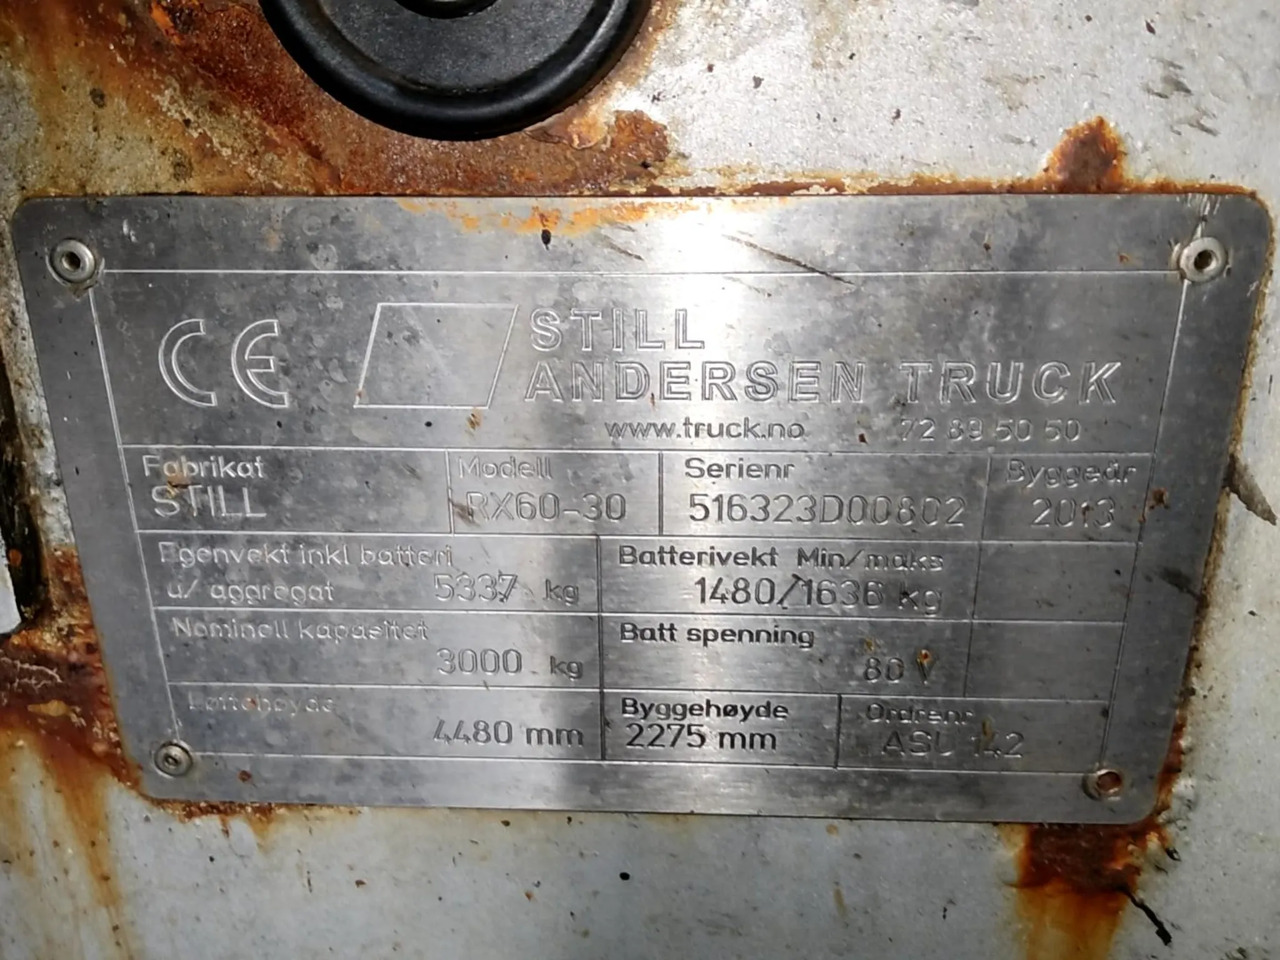 CE
STILL
ANDERSEN TRUCK
www.truck.no 72 89 50 50
Fabrikat Modell Serienr Byggeår
STILL RX60-30 516323D00802 2013
Egenvekt inkl batteri Batterivekt Min/maks
u/ aggregat 5337 kg 1480/1636 kg
Nominell kapasitet Batt spenning
3000 kg 80 V
Løftehøyde Byggehøyde Ordrenr
4480 mm 2275 mm ASU 142